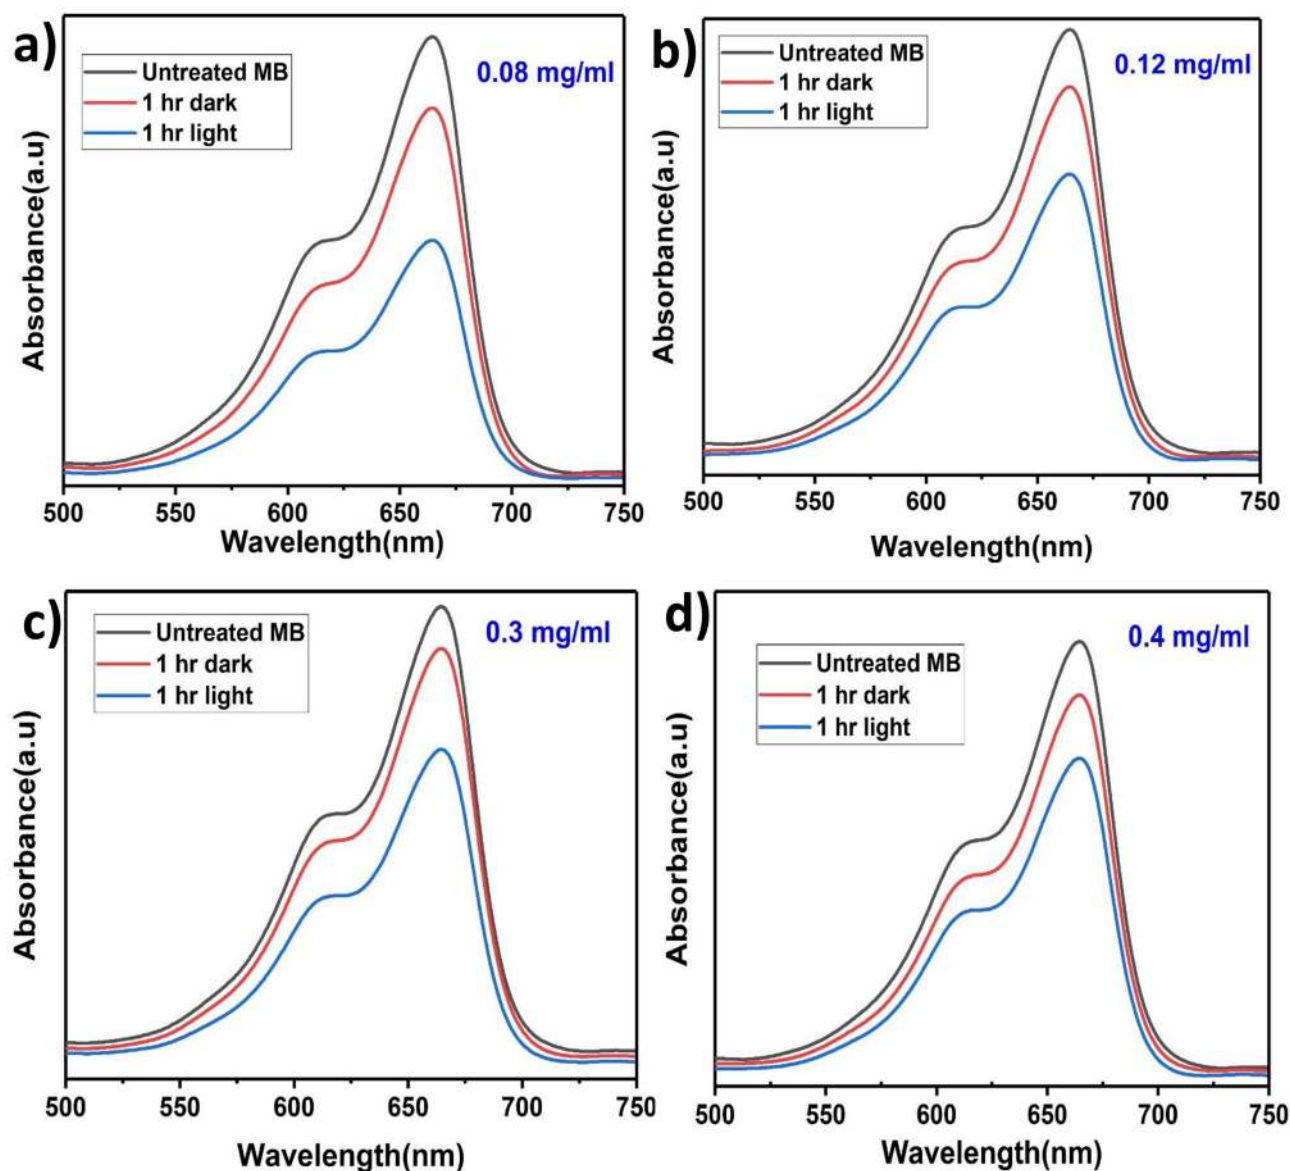 a)
Untreated MB
1 hr dark
1 hr light
0.08 mg/ml
Absorbance(a.u)
500 550 600 650 700 750
Wavelength(nm)
b)
Untreated MB
1 hr dark
1 hr light
0.12 mg/ml
Absorbance(a.u)
500 550 600 650 700 750
Wavelength(nm)
c)
Untreated MB
1 hr dark
1 hr light
0.3 mg/ml
Absorbance(a.u)
500 550 600 650 700 750
Wavelength(nm)
d)
Untreated MB
1 hr dark
1 hr light
0.4 mg/ml
Absorbance(a.u)
500 550 600 650 700 750
Wavelength(nm)